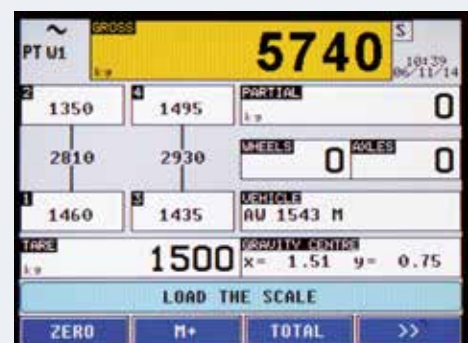 ~ GROSS kg 5740 S
PT U1 10:39
06/11/14
2 1350 4 1495 PARTIAL kg 0
2810 2930 WHEELS 0 AXLES 0
1 1460 3 1435 VEHICLE AW 1543 M
TARE kg 1500 GRAVITY CENTRE x= 1.51 y= 0.75
LOAD THE SCALE
ZERO M+ TOTAL >>